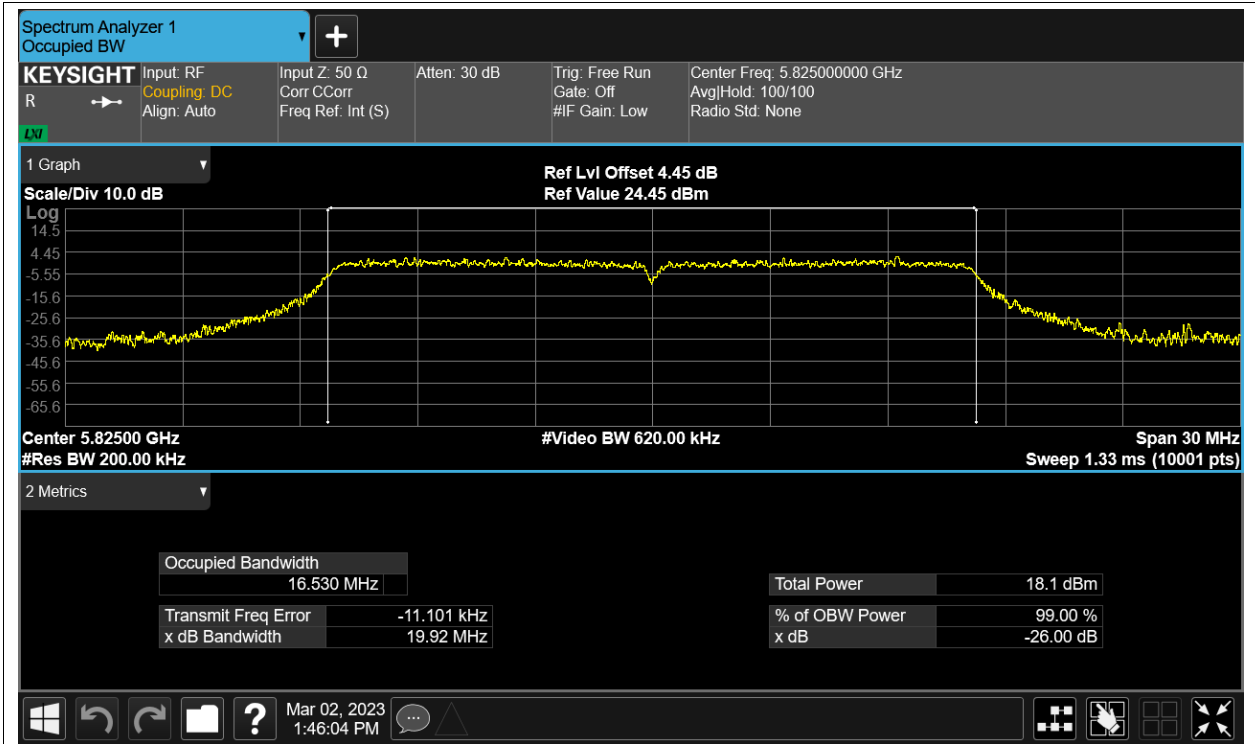 Spectrum Analyzer 1
Occupied BW
KEYSIGHT
R
LXI
Input: RF
Coupling: DC
Align: Auto
Input Z: 50 Ω
Corr CCorr
Freq Ref: Int (S)
Atten: 30 dB
Trig: Free Run
Gate: Off
#IF Gain: Low
Center Freq: 5.825000000 GHz
Avg|Hold: 100/100
Radio Std: None
1 Graph
Scale/Div 10.0 dB
Ref Lvl Offset 4.45 dB
Ref Value 24.45 dBm
Log
14.5
4.45
-5.55
-15.6
-25.6
-35.6
-45.6
-55.6
-65.6
Center 5.82500 GHz
#Video BW 620.00 kHz
Span 30 MHz
#Res BW 200.00 kHz
Sweep 1.33 ms (10001 pts)
2 Metrics
Occupied Bandwidth
16.530 MHz
Total Power 18.1 dBm
Transmit Freq Error -11.101 kHz
% of OBW Power 99.00 %
x dB Bandwidth 19.92 MHz
x dB -26.00 dB
?
Mar 02, 2023
1:46:04 PM